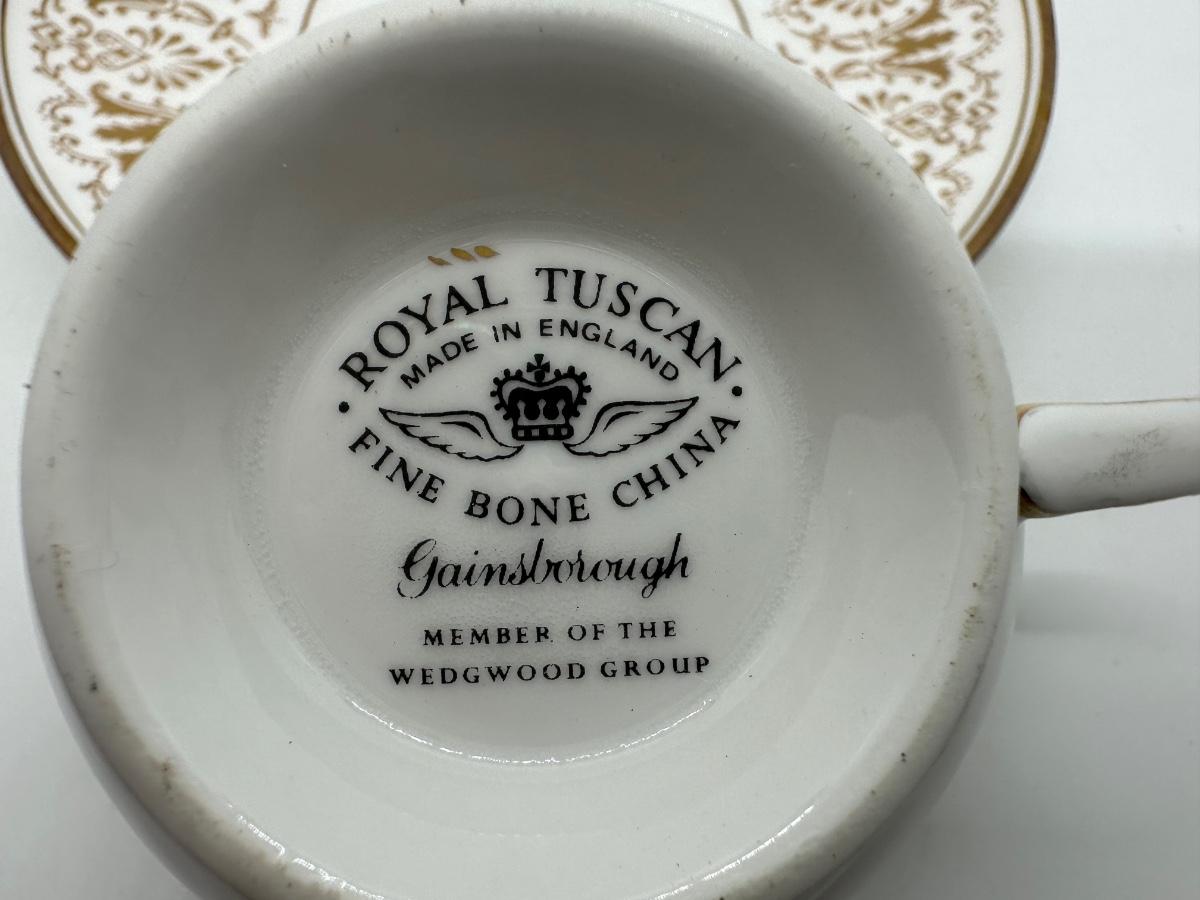 ROYAL TUSCAN
MADE IN ENGLAND
FINE BONE CHINA
Gainsborough
MEMBER OF THE
WEDGWOOD GROUP